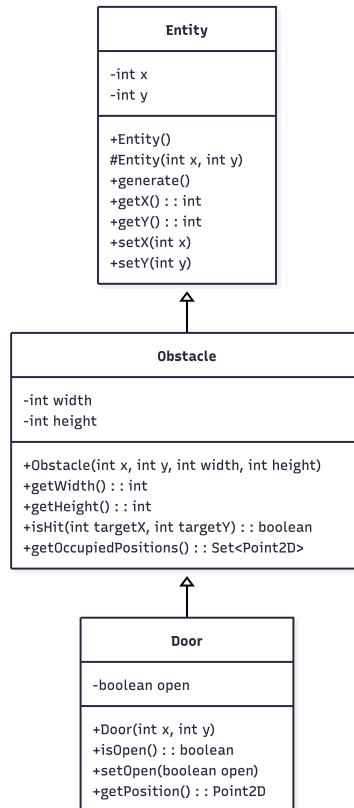 Entity
-int x
-int y
+Entity()
#Entity(int x, int y)
+generate()
+getX() : : int
+getY() : : int
+setX(int x)
+setY(int y)
Obstacle
-int width
-int height
+Obstacle(int x, int y, int width, int height)
+getWidth() : : int
+getHeight() : : int
+isHit(int targetX, int targetY) : : boolean
+getOccupiedPositions() : : Set<Point2D>
Door
-boolean open
+Door(int x, int y)
+isOpen() : : boolean
+setOpen(boolean open)
+getPosition() : : Point2D